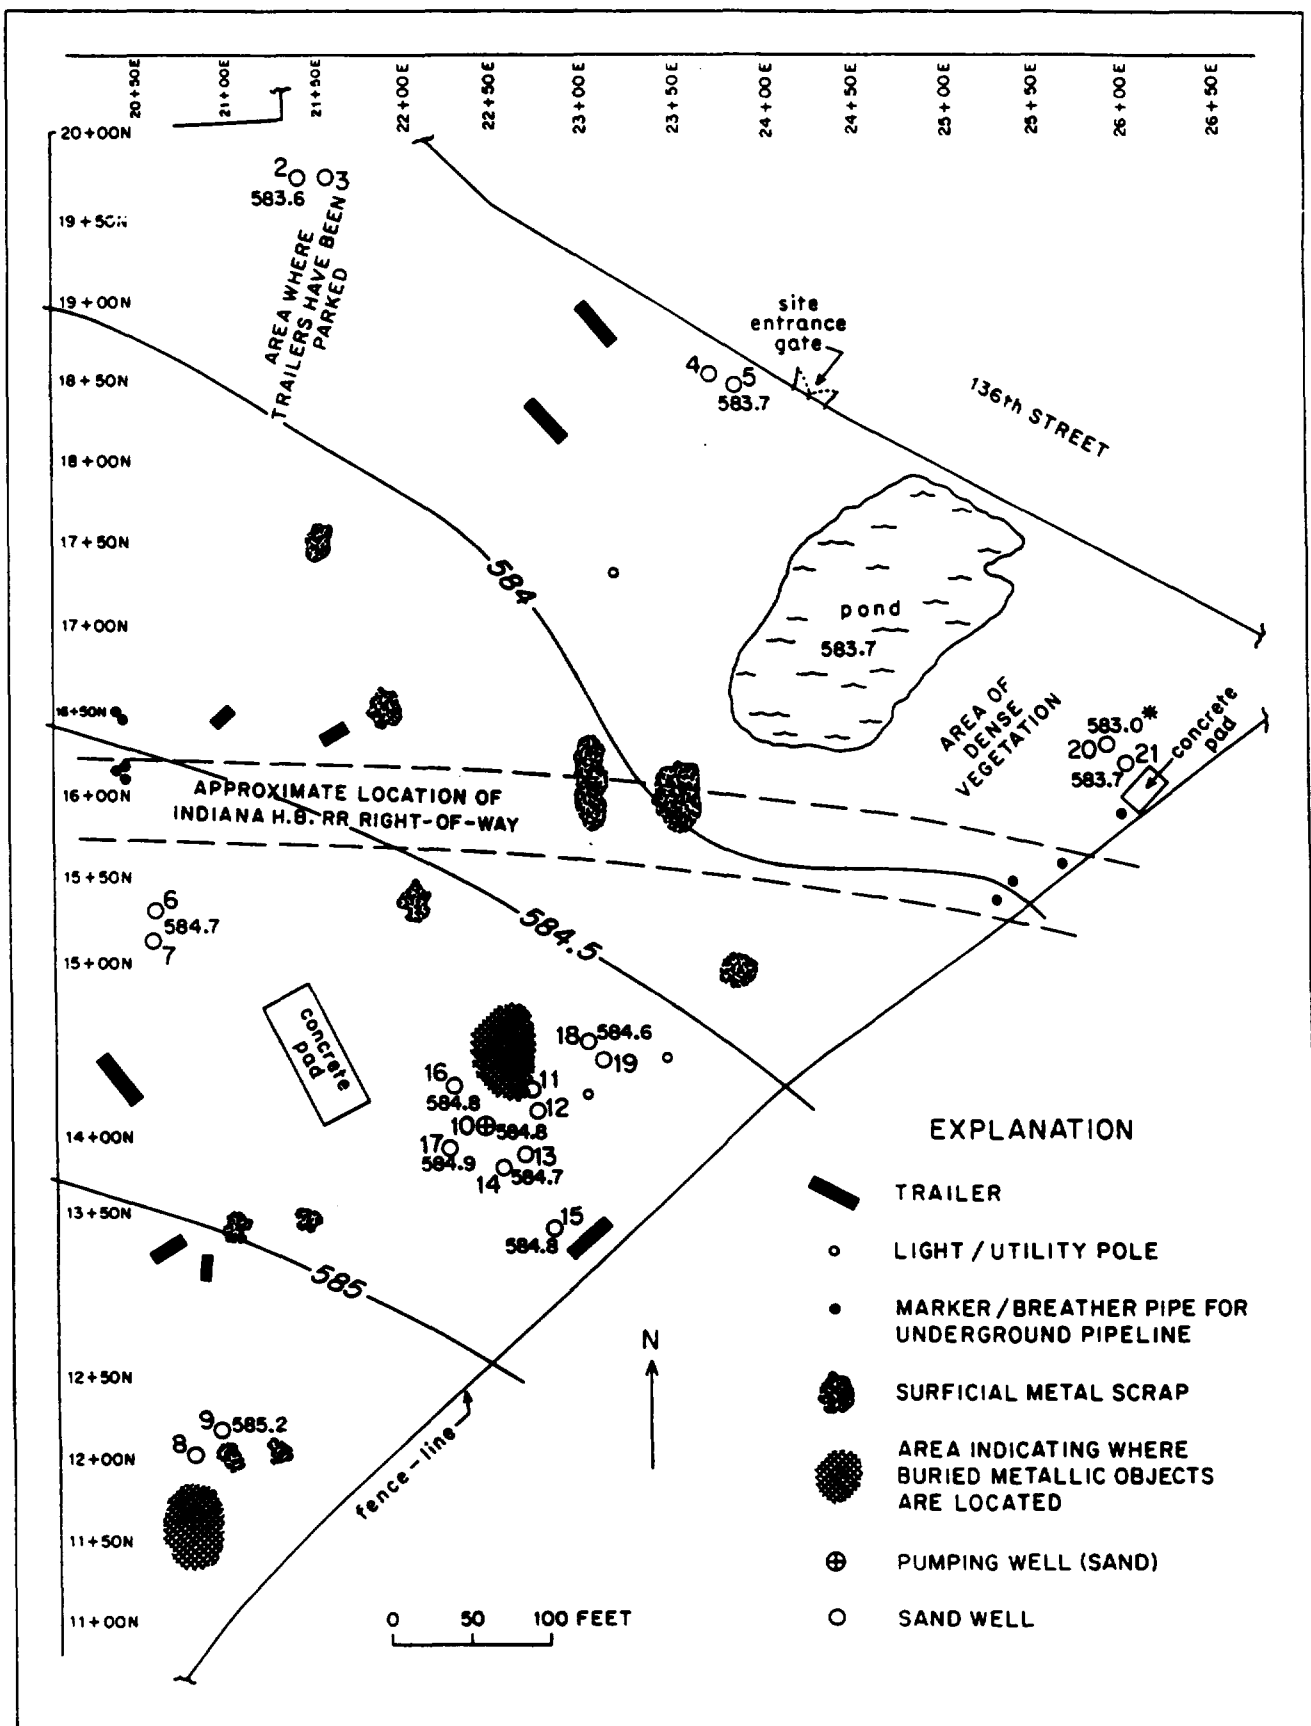 20+50E
21+00E
21+50E
22+00E
22+50E
23+00E
23+50E
24+00E
24+50E
25+00E
25+50E
26+00E
26+50E
20+00N
2
3
583.6
19+50N
AREA WHERE
TRAILERS HAVE BEEN
PARKED
19+00N
site
entrance
gate
4
5
583.7
18+50N
136th STREET
18+00N
17+50N
584
pond
583.7
17+00N
AREA OF
DENSE
VEGETATION
583.0*
20
21
583.7
concrete
pad
16+50N
16+00N
APPROXIMATE LOCATION OF
INDIANA H.B. RR RIGHT-OF-WAY
15+50N
6
584.7
7
584.5
15+00N
concrete
pad
18
584.6
19
16
584.8
11
12
10
584.8
17
584.9
13
14
584.7
14+00N
15
584.8
13+50N
585
12+50N
9
585.2
8
12+00N
11+50N
11+00N
fence-line
N
0 50 100 FEET
EXPLANATION
TRAILER
LIGHT / UTILITY POLE
MARKER / BREATHER PIPE FOR
UNDERGROUND PIPELINE
SURFICIAL METAL SCRAP
AREA INDICATING WHERE
BURIED METALLIC OBJECTS
ARE LOCATED
PUMPING WELL (SAND)
SAND WELL